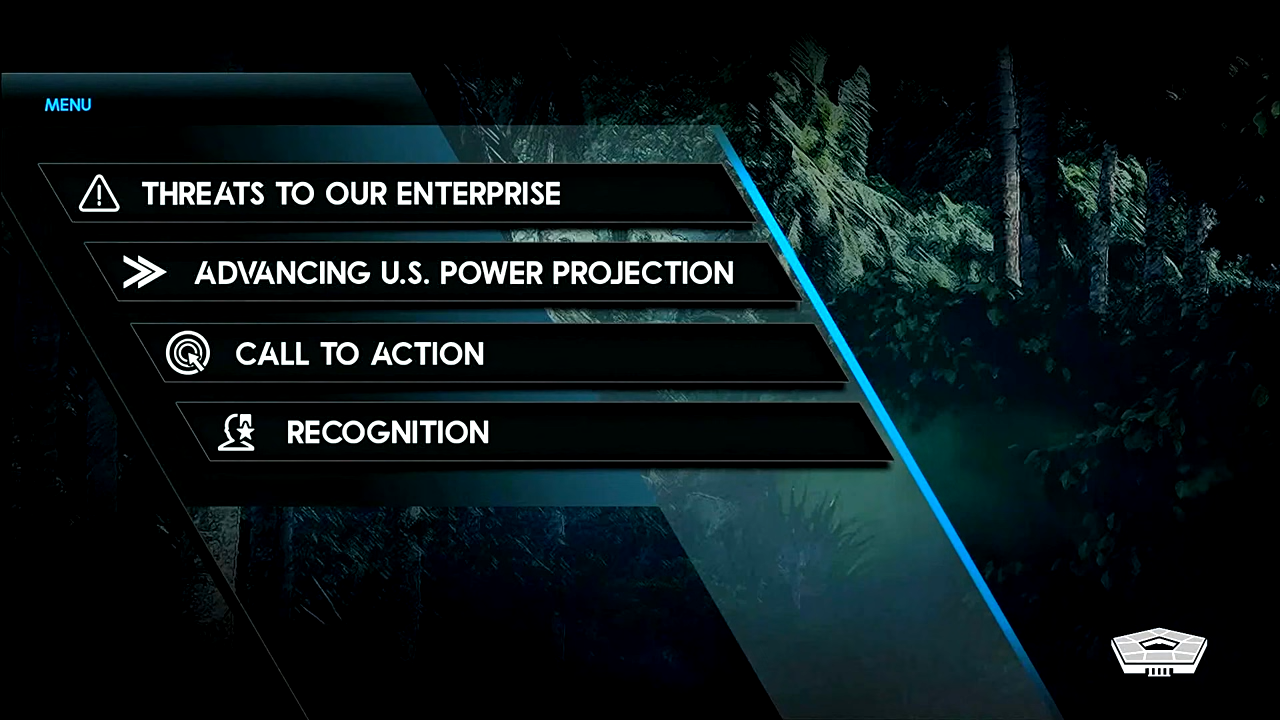 MENU
THREATS TO OUR ENTERPRISE
ADVANCING U.S. POWER PROJECTION
CALL TO ACTION
RECOGNITION